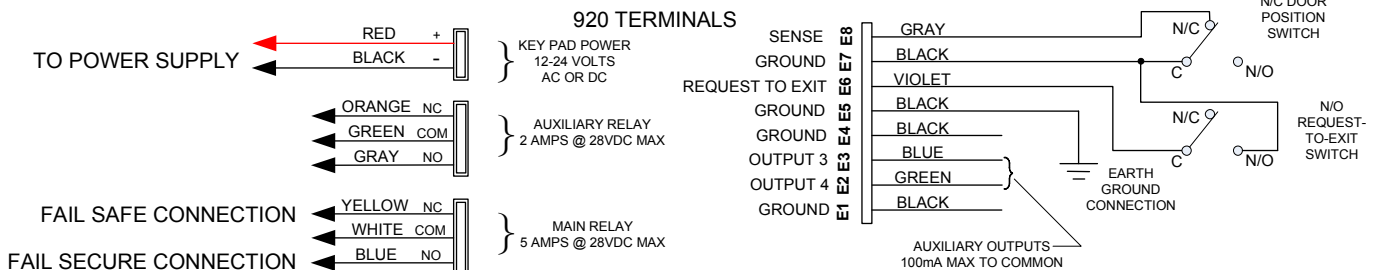 920 TERMINALS
TO POWER SUPPLY
RED +
BLACK -
KEY PAD POWER
12-24 VOLTS
AC OR DC
ORANGE NC
GREEN COM
GRAY NO
AUXILIARY RELAY
2 AMPS @ 28VDC MAX
FAIL SAFE CONNECTION
YELLOW NC
WHITE COM
FAIL SECURE CONNECTION
BLUE NO
MAIN RELAY
5 AMPS @ 28VDC MAX
SENSE E8 GRAY
GROUND E7 BLACK
REQUEST TO EXIT E6 VIOLET
GROUND E5 BLACK
GROUND E4 BLACK
OUTPUT 3 E3 BLUE
OUTPUT 4 E2 GREEN
GROUND E1 BLACK
AUXILIARY OUTPUTS
100mA MAX TO COMMON
EARTH
GROUND
CONNECTION
N/C DOOR
POSITION
SWITCH
N/C
C
N/O
N/O
REQUEST-
TO-EXIT
SWITCH
N/C
C
N/O